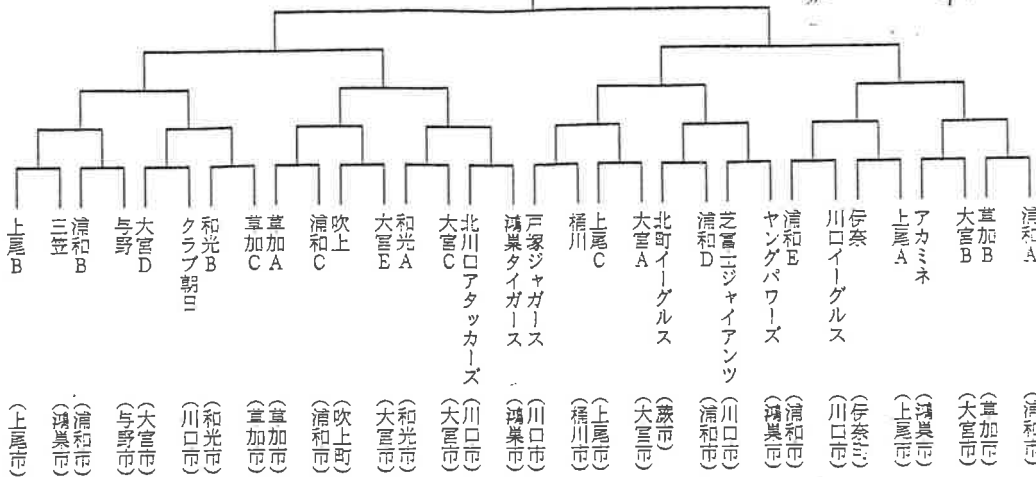 上尾B (上尾市)
三笠 (鴻巣市)
浦和B (浦和市)
与野 (与野市)
大宮D (大宮市)
クラブ朝日 (川口市)
和光B (和光市)
草加C (草加市)
草加A (草加市)
浦和C (浦和市)
吹上 (吹上町)
大宮E (大宮市)
和光A (和光市)
大宮C (大宮市)
北川口アタッカーズ (川口市)
鴻巣タイガース (鴻巣市)
戸塚ジャガース (川口市)
桶川 (桶川市)
上尾C (上尾市)
大宮A (大宮市)
北町イーグルス (蕨市)
浦和D (浦和市)
芝富士ジャイアンツ (川口市)
ヤングパワーズ (鴻巣市)
浦和E (浦和市)
川口イーグルス (川口市)
伊奈 (伊奈町)
上尾A (上尾市)
アカミネ (鴻巣市)
大宮B (大宮市)
草加B (草加市)
浦和A (浦和市)